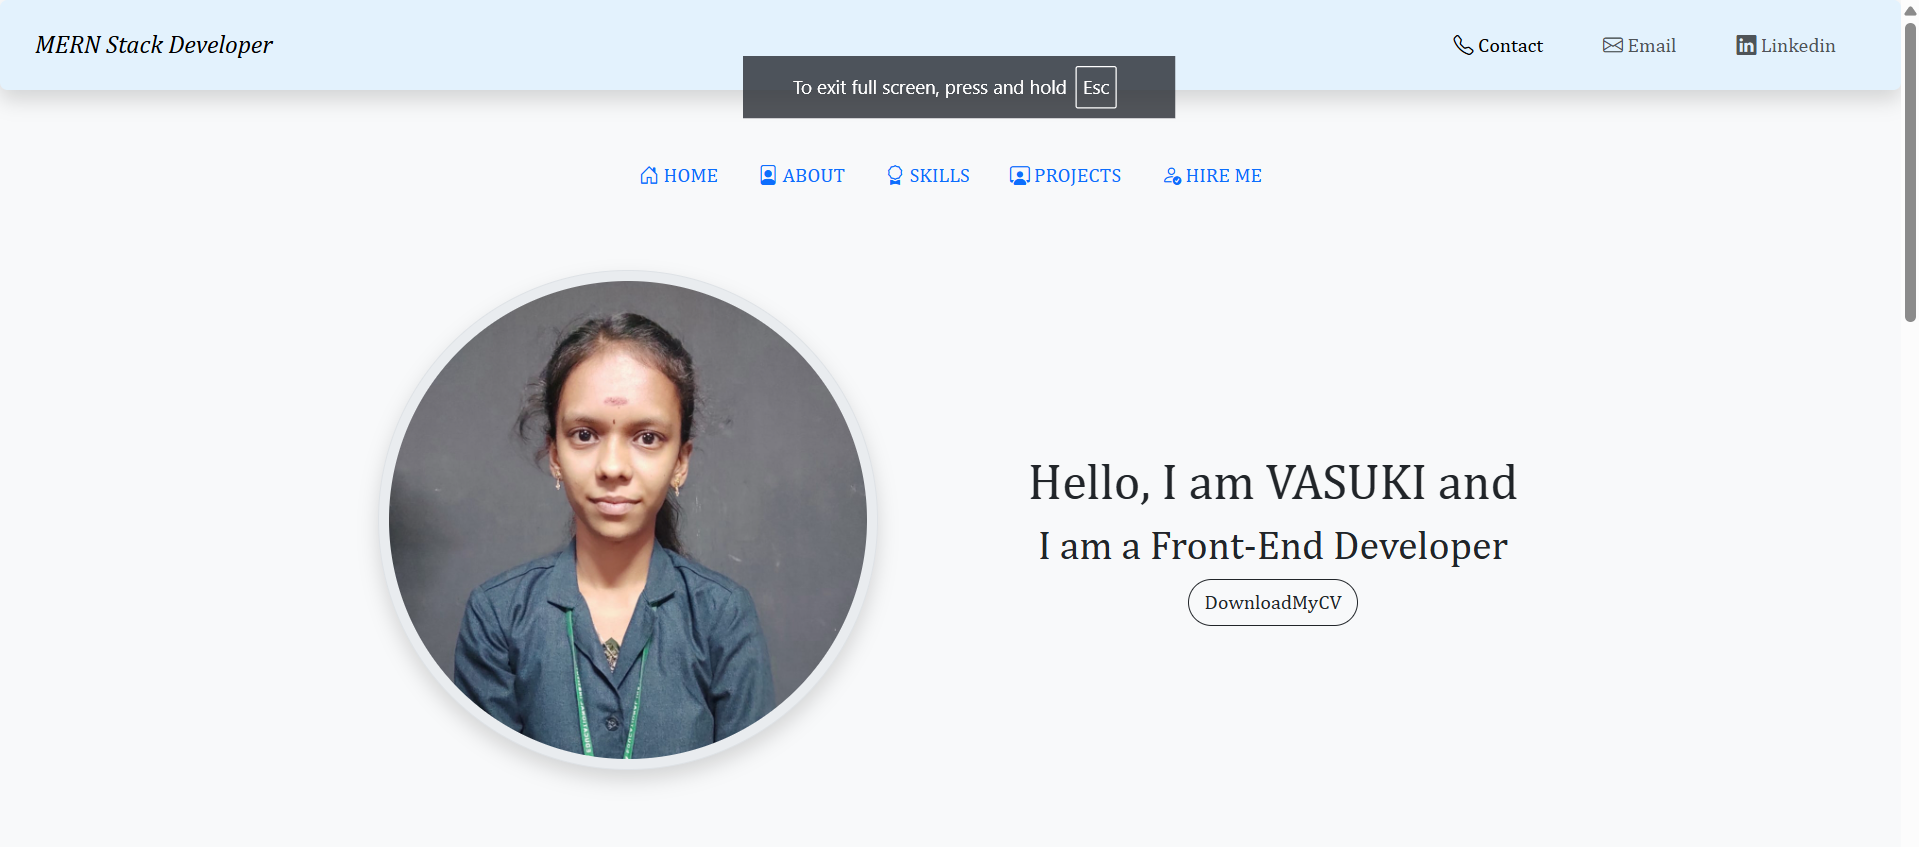 MERN Stack Developer
Contact
Email
Linkedin
To exit full screen, press and hold Esc
HOME
ABOUT
SKILLS
PROJECTS
HIRE ME
Hello, I am VASUKI and
I am a Front-End Developer
DownloadMyCV